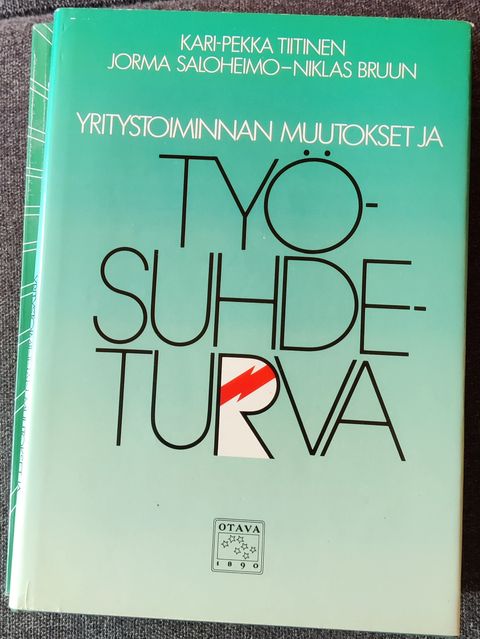 KARI-PEKKA TIITINEN
JORMA SALOHEIMO–NIKLAS BRUUN
YRITYSTOIMINNAN MUUTOKSET JA
TYÖ-
SUHDE-
TURVA
OTAVA
1890